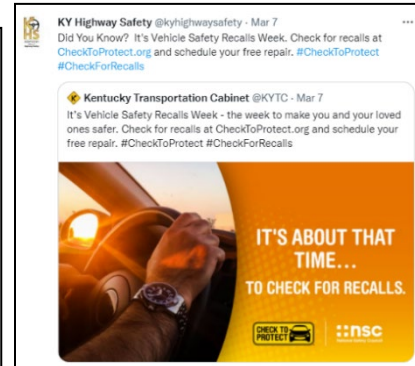 KY Highway Safety @kyhighwaysafety · Mar 7
Did You Know? It's Vehicle Safety Recalls Week. Check for recalls at
CheckToProtect.org and schedule your free repair. #CheckToProtect
#CheckForRecalls
Kentucky Transportation Cabinet @KYTC · Mar 7
It's Vehicle Safety Recalls Week - the week to make you and your loved
ones safer. Check for recalls at CheckToProtect.org and schedule your
free repair. #CheckToProtect #CheckForRecalls
IT'S ABOUT THAT
TIME...
TO CHECK FOR RECALLS.
CHECK TO
PROTECT
nsc
National Safety Council